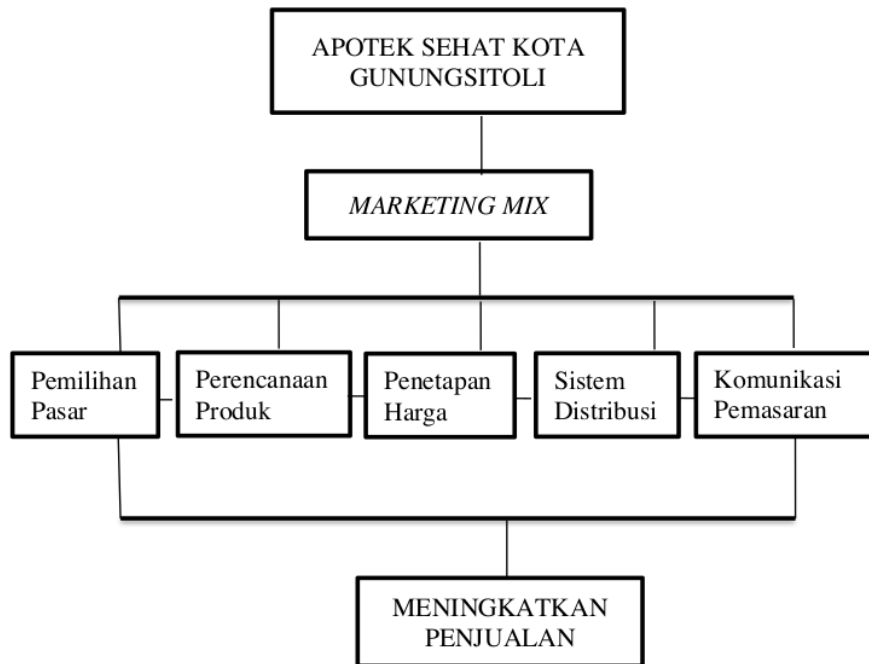 APOTEK SEHAT KOTA
GUNUNGSITOLI
MARKETING MIX
Pemilihan
Pasar
Perencanaan
Produk
Penetapan
Harga
Sistem
Distribusi
Komunikasi
Pemasaran
MENINGKATKAN
PENJUALAN